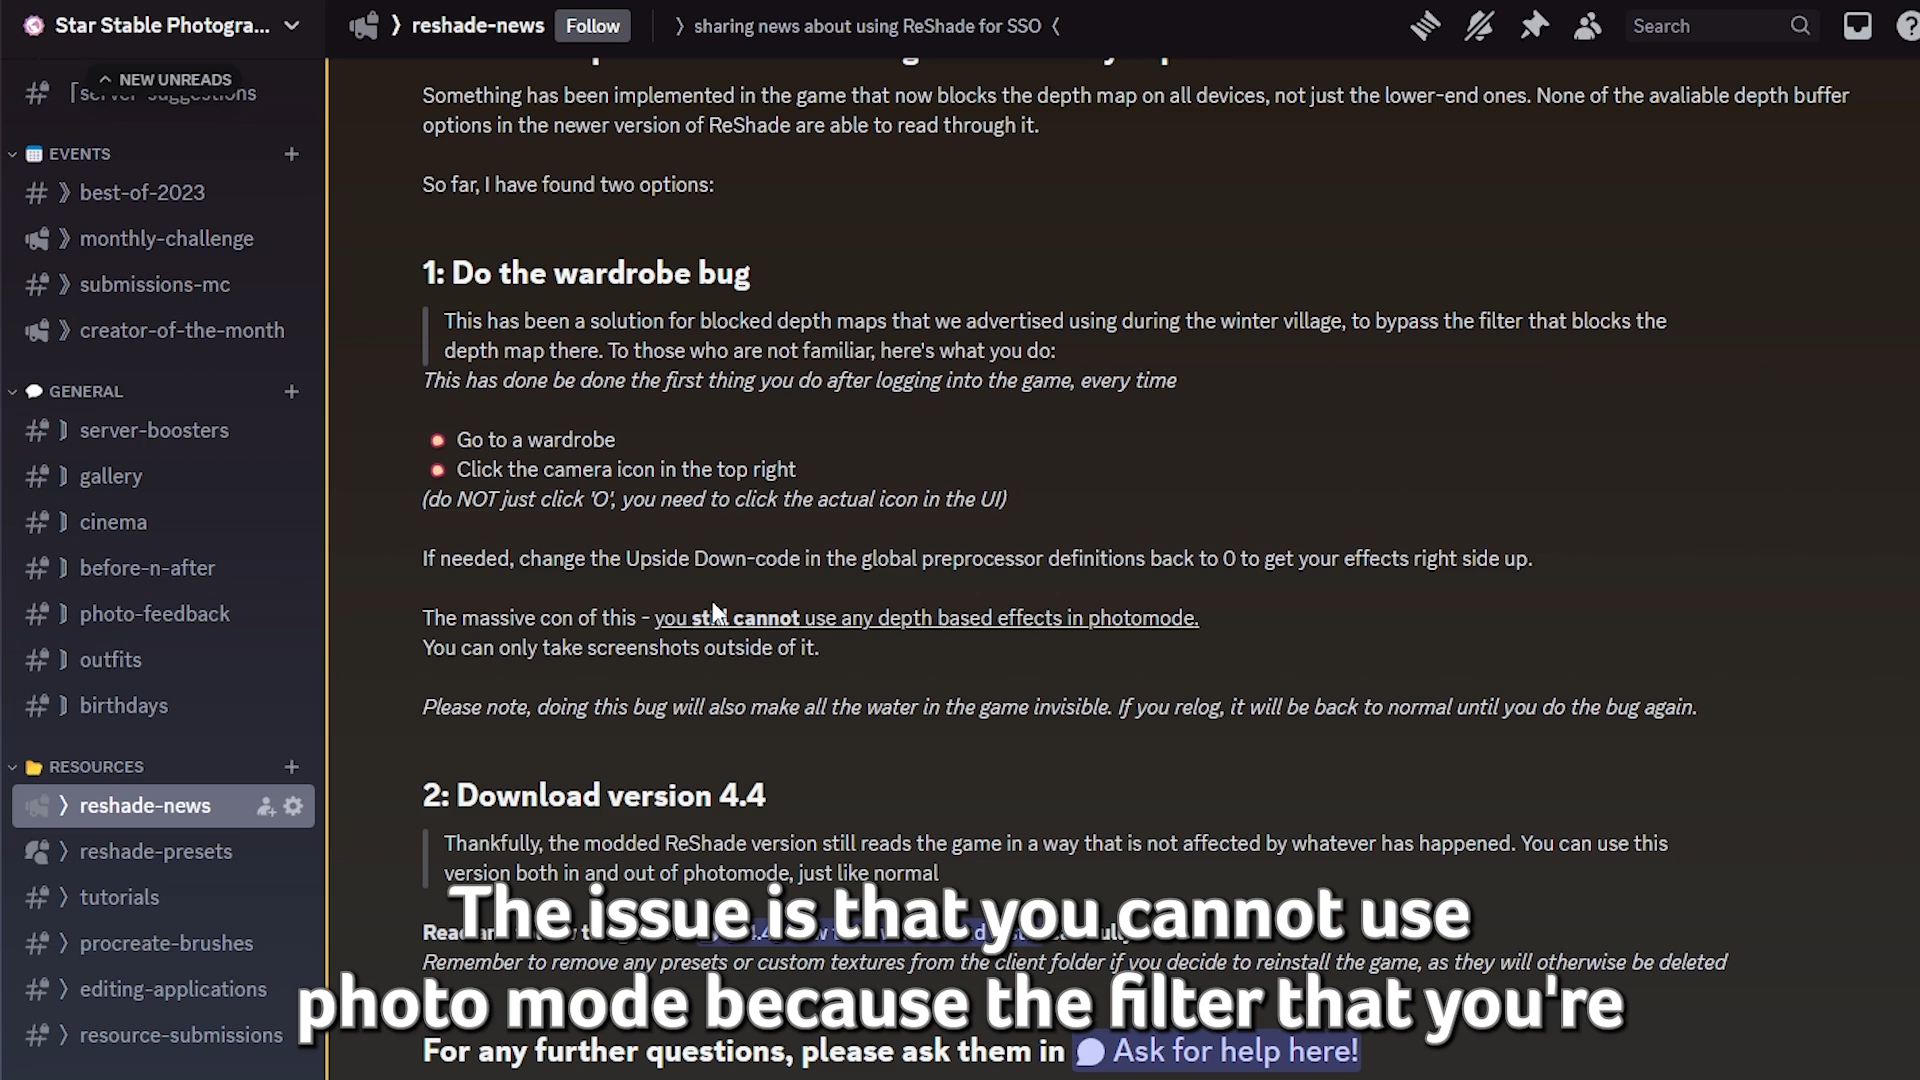 Star Stable Photogra...
reshade-news
Follow
sharing news about using ReShade for SSO
Search
NEW UNREADS
server-suggestions
EVENTS
best-of-2023
monthly-challenge
submissions-mc
creator-of-the-month
GENERAL
server-boosters
gallery
cinema
before-n-after
photo-feedback
outfits
birthdays
RESOURCES
reshade-news
reshade-presets
tutorials
procreate-brushes
editing-applications
resource-submissions
Something has been implemented in the game that now blocks the depth map on all devices, not just the lower-end ones. None of the avaliable depth buffer
options in the newer version of ReShade are able to read through it.
So far, I have found two options:
1: Do the wardrobe bug
This has been a solution for blocked depth maps that we advertised using during the winter village, to bypass the filter that blocks the
depth map there. To those who are not familiar, here's what you do:
This has done be done the first thing you do after logging into the game, every time
Go to a wardrobe
Click the camera icon in the top right
(do NOT just click 'O', you need to click the actual icon in the UI)
If needed, change the Upside Down-code in the global preprocessor definitions back to 0 to get your effects right side up.
The massive con of this - you still cannot use any depth based effects in photomode.
You can only take screenshots outside of it.
Please note, doing this bug will also make all the water in the game invisible. If you relog, it will be back to normal until you do the bug again.
2: Download version 4.4
Thankfully, the modded ReShade version still reads the game in a way that is not affected by whatever has happened. You can use this
version both in and out of photomode, just like normal
Remember to remove any presets or custom textures from the client folder if you decide to reinstall the game, as they will otherwise be deleted
For any further questions, please ask them in Ask for help here!
The issue is that you cannot use
photo mode because the filter that you're